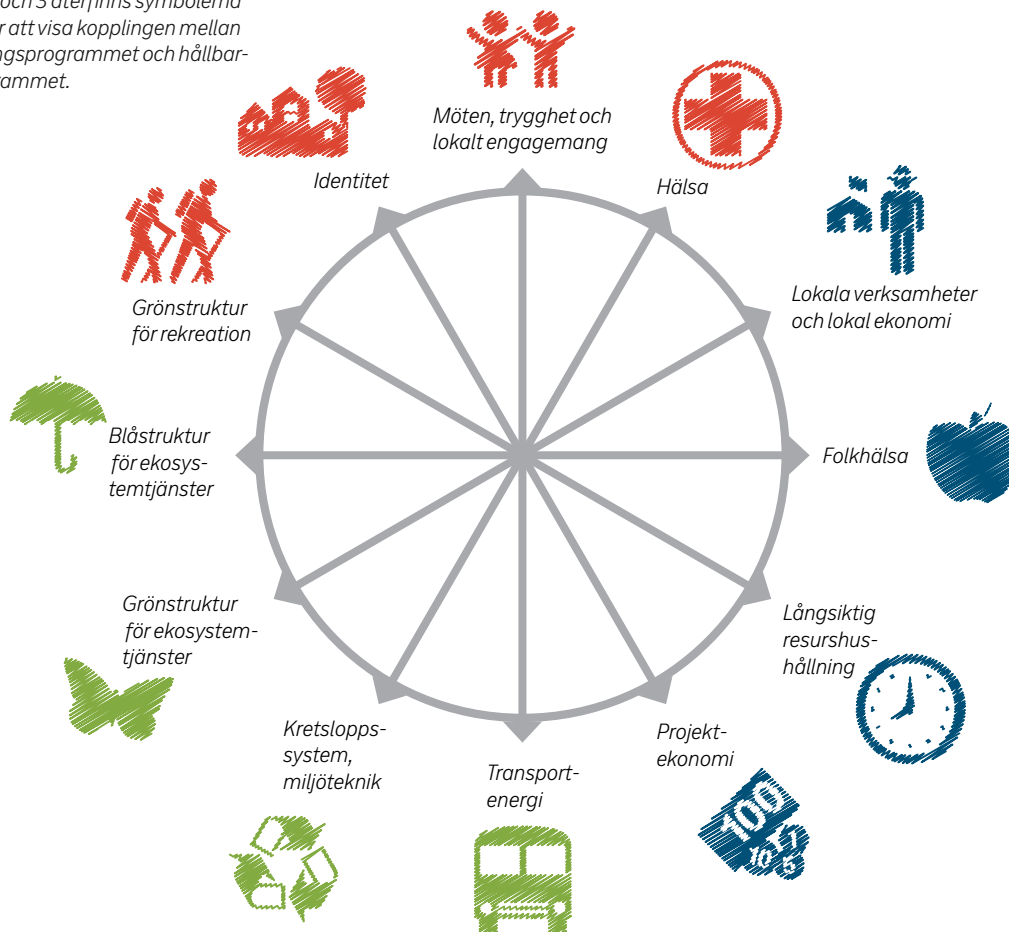 och 3 återfinns symbolerna
r att visa kopplingen mellan
ngsprogrammet och hållbar-
rammet.
Möten, trygghet och
lokalt engagemang
Identitet
Hälsa
Grönstruktur
för rekreation
Lokala verksamheter
och lokal ekonomi
Blåstruktur
för ekosys-
temtjänster
Folkhälsa
Grönstruktur
för ekosystem-
tjänster
Långsiktig
resurshus-
hållning
Kretslopps-
system,
miljöteknik
Projekt-
ekonomi
Transport-
energi
100
1
10
5